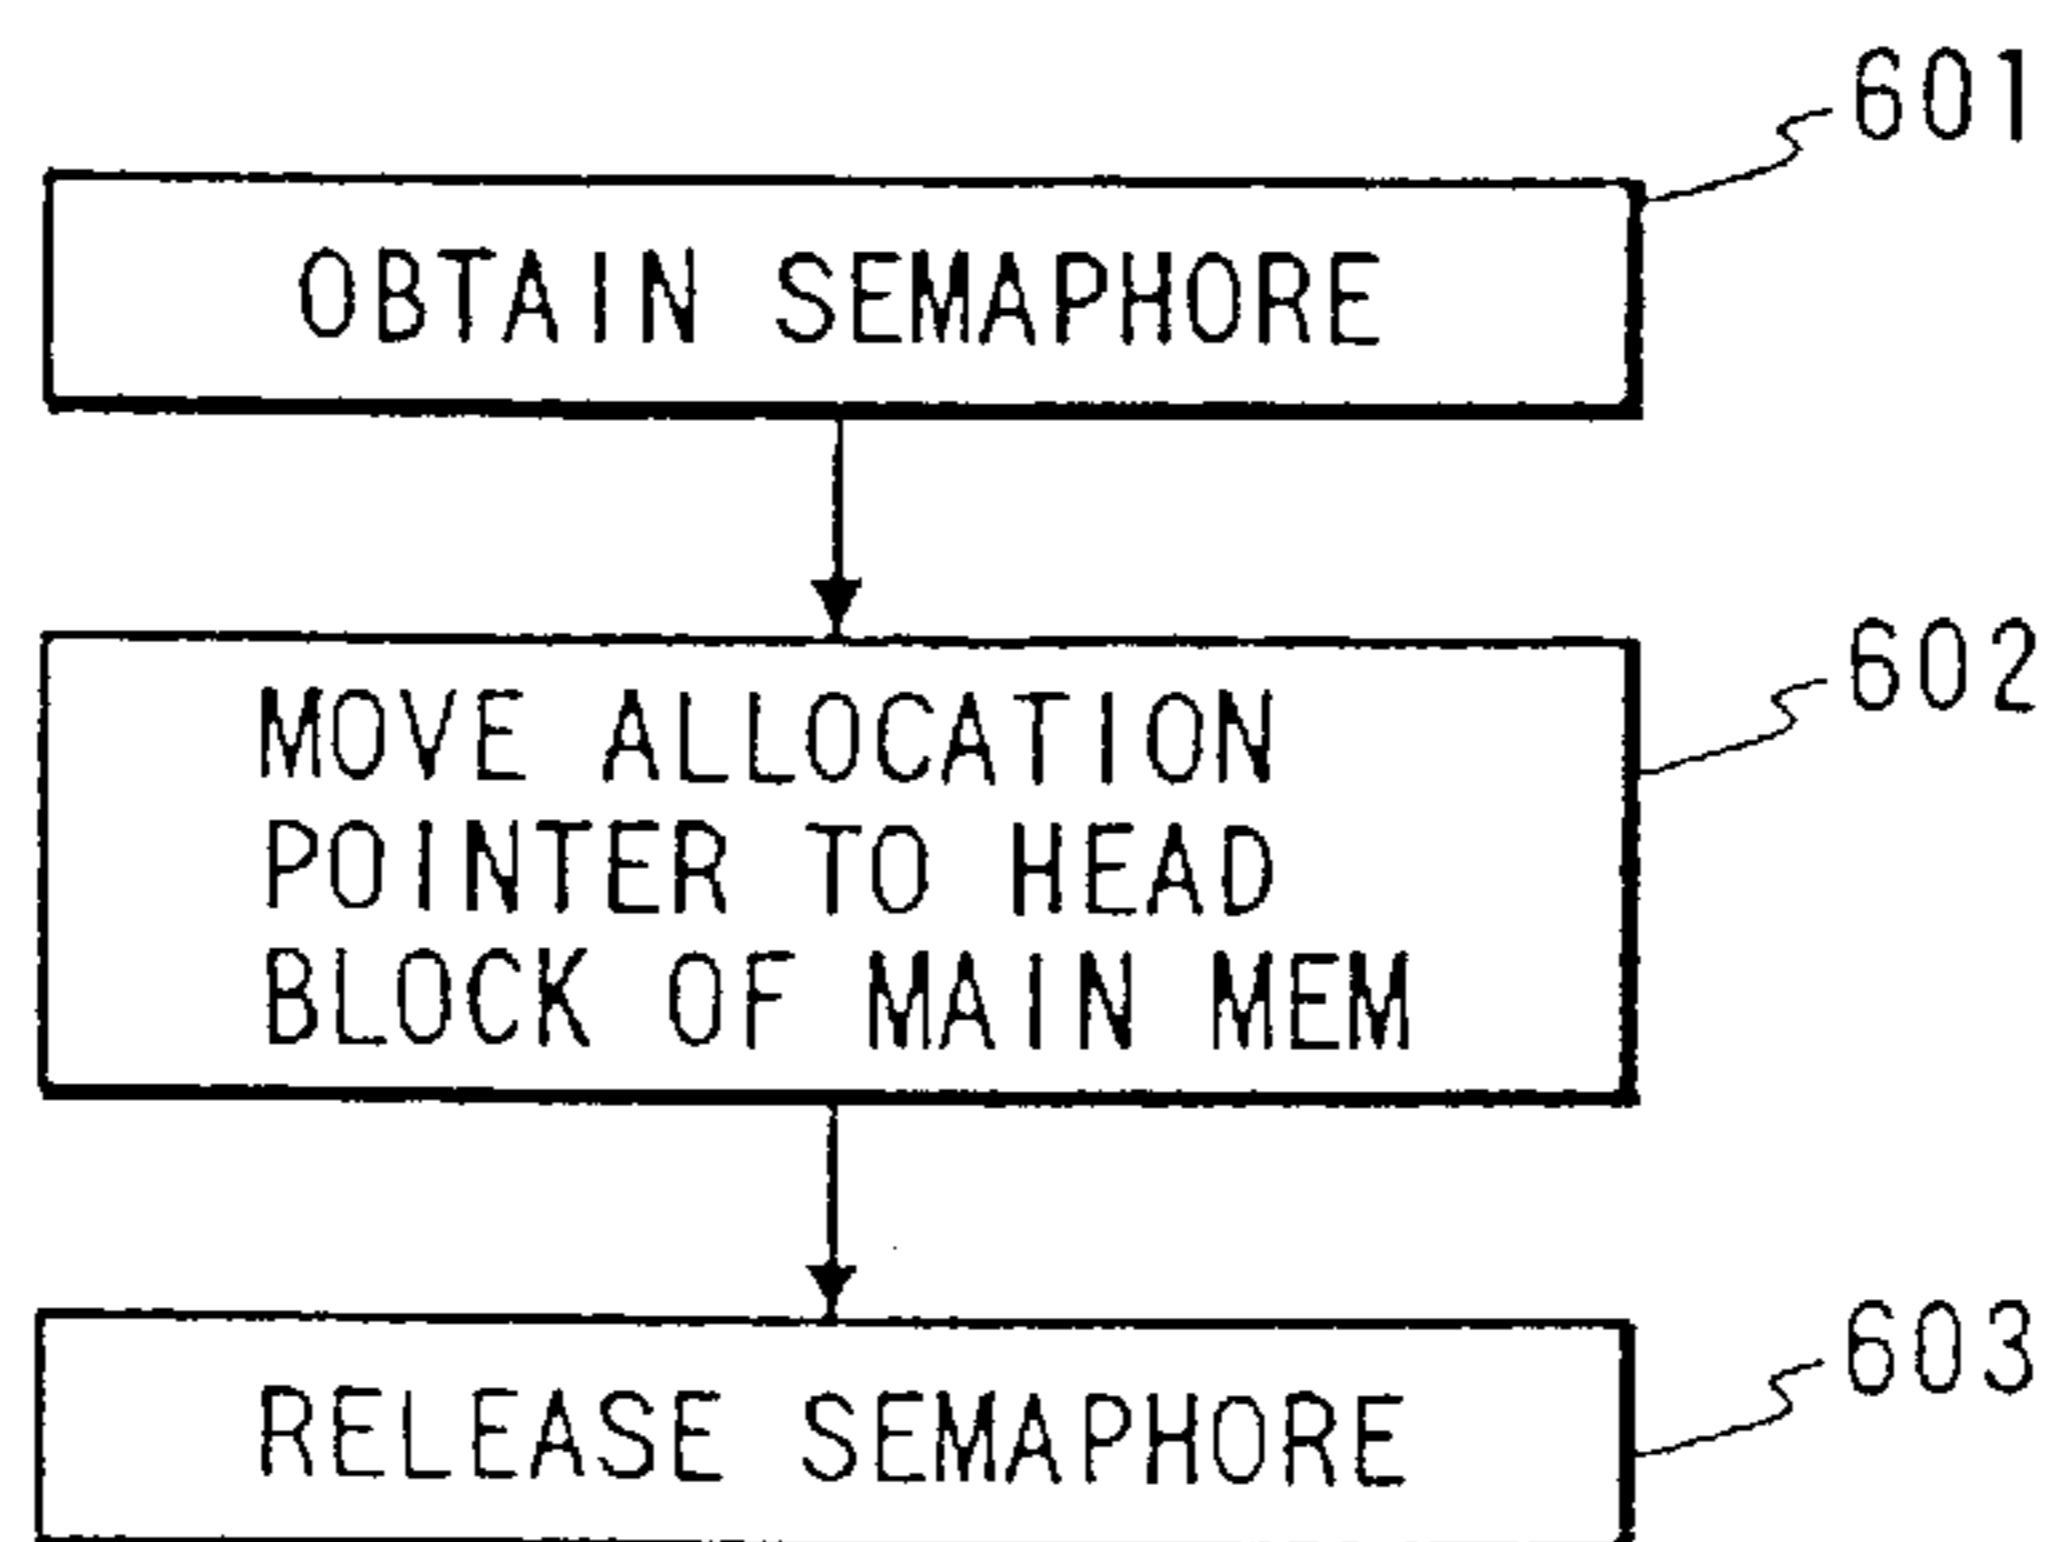 601
OBTAIN SEMAPHORE
602
MOVE ALLOCATION
POINTER TO HEAD
BLOCK OF MAIN MEM
603
RELEASE SEMAPHORE